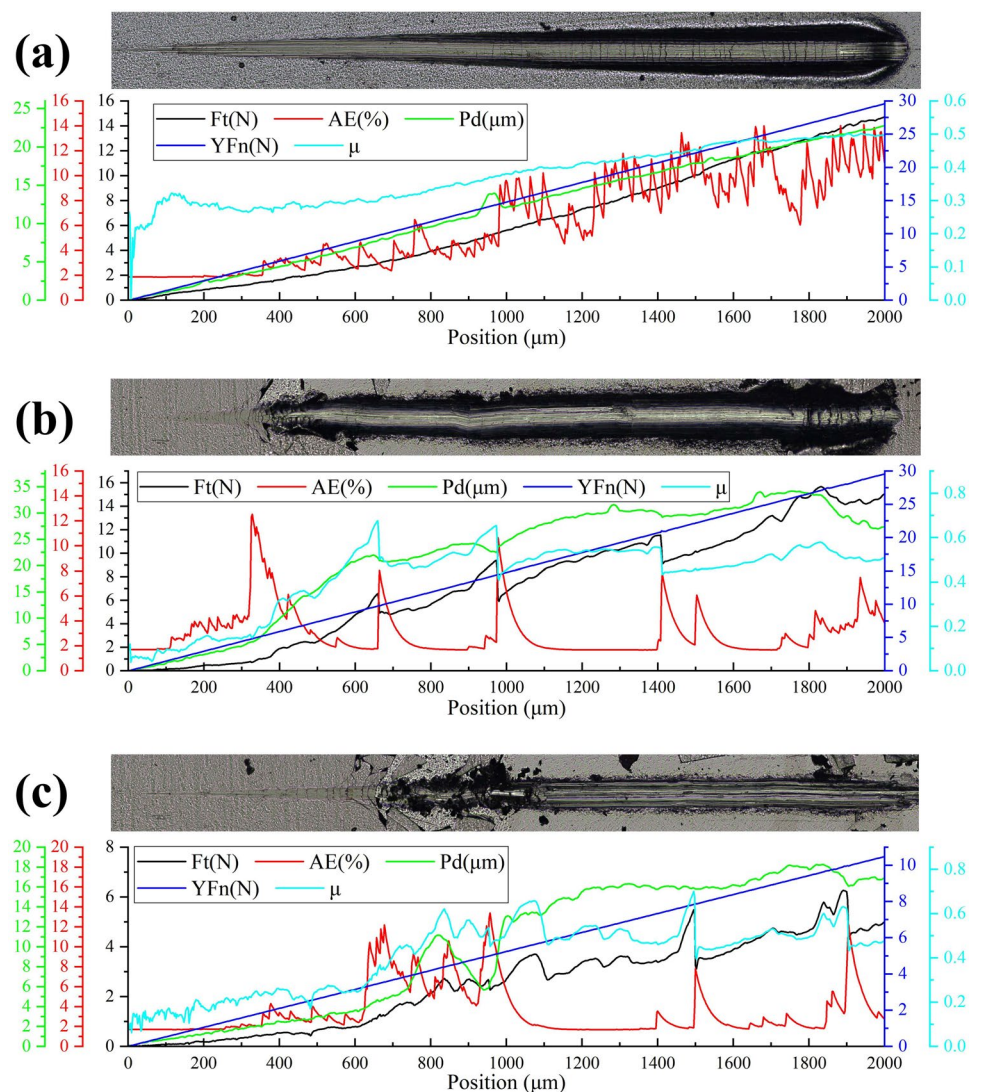 (a)
Ft(N) AE(%) Pd(μm)
YFn(N) μ
25 20 15 10 5 0
16 14 12 10 8 6 4 2 0
16 14 12 10 8 6 4 2 0
30 25 20 15 10 5 0
0.6 0.5 0.4 0.3 0.2 0.1 0.0
0 200 400 600 800 1000 1200 1400 1600 1800 2000
Position (μm)
(b)
Ft(N) AE(%) Pd(μm) YFn(N) μ
35 30 25 20 15 10 5 0
16 14 12 10 8 6 4 2 0
16 14 12 10 8 6 4 2 0
30 25 20 15 10 5 0
0.8 0.6 0.4 0.2 0.0
0 200 400 600 800 1000 1200 1400 1600 1800 2000
Position (μm)
(c)
Ft(N) AE(%) Pd(μm)
YFn(N) μ
20 18 16 14 12 10 8 6 4 2 0
20 18 16 14 12 10 8 6 4 2 0
8 6 4 2 0
10 8 6 4 2 0
0.8 0.6 0.4 0.2 0.0
0 200 400 600 800 1000 1200 1400 1600 1800 2000
Position (μm)